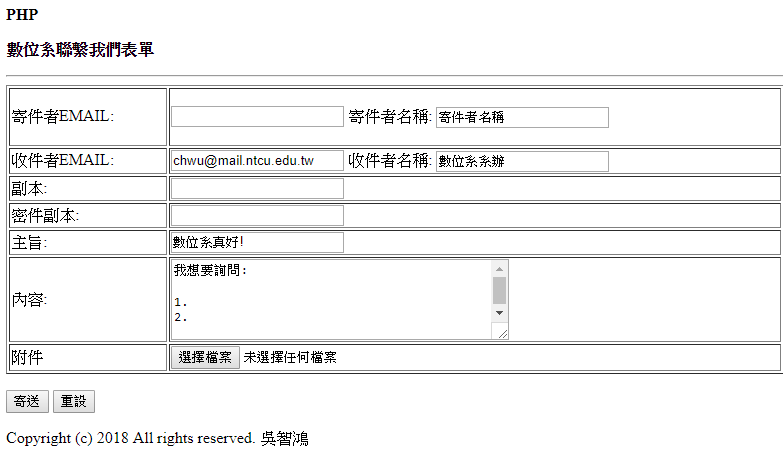 PHP
數位系聯繫我們表單
寄件者EMAIL: 寄件者名稱: 寄件者名稱
收件者EMAIL: chwu@mail.ntcu.edu.tw 收件者名稱: 數位系系辦
副本:
密件副本:
主旨: 數位系真好!
內容: 我想要詢問:
1.
2.
附件 選擇檔案 未選擇任何檔案
寄送 重設
Copyright (c) 2018 All rights reserved. 吳智鴻